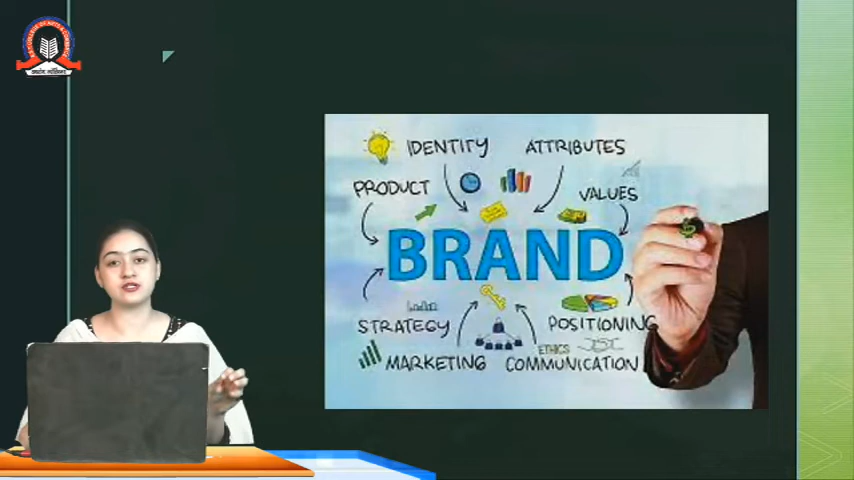 IDENTITY
ATTRIBUTES
PRODUCT
VALUES
BRAND
STRATEGY
POSITIONING
ETHICS
MARKETING
COMMUNICATION